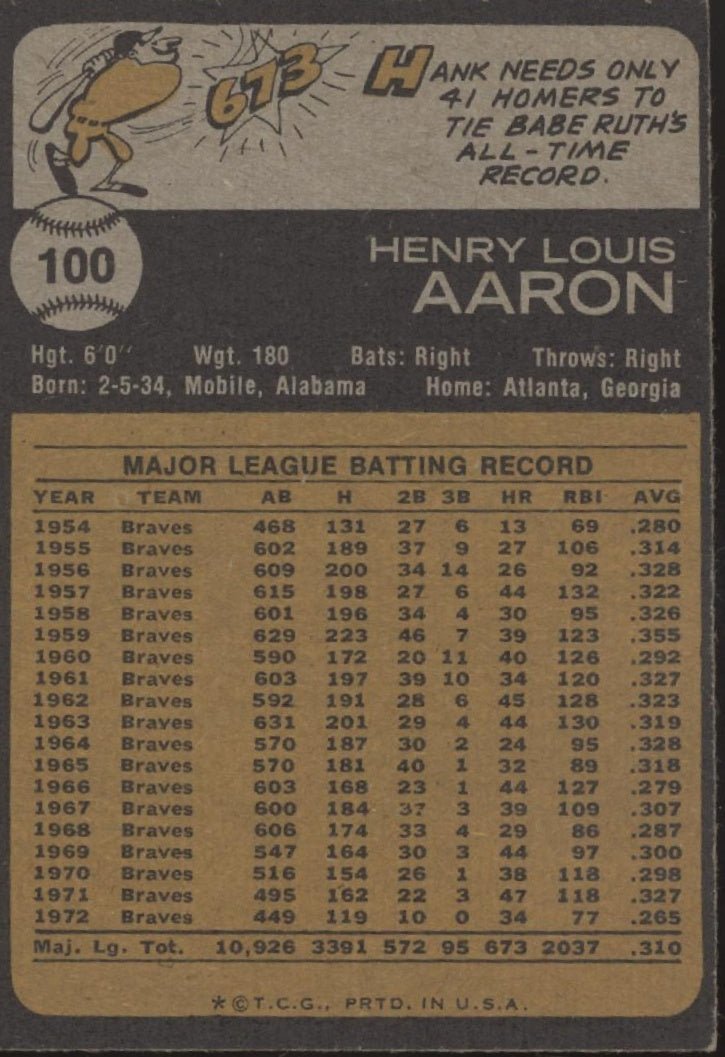 673
HANK NEEDS ONLY
41 HOMERS TO
TIE BABE RUTH'S
ALL-TIME
RECORD.
100
HENRY LOUIS
AARON
Hgt. 6'0" Wgt. 180 Bats: Right Throws: Right
Born: 2-5-34, Mobile, Alabama Home: Atlanta, Georgia
MAJOR LEAGUE BATTING RECORD
YEAR TEAM AB H 2B 3B HR RBI AVG
1954 Braves 468 131 27 6 13 69 .280
1955 Braves 602 189 37 9 27 106 .314
1956 Braves 609 200 34 14 26 92 .328
1957 Braves 615 198 27 6 44 132 .322
1958 Braves 601 196 34 4 30 95 .326
1959 Braves 629 223 46 7 39 123 .355
1960 Braves 590 172 20 11 40 126 .292
1961 Braves 603 197 39 10 34 120 .327
1962 Braves 592 191 28 6 45 128 .323
1963 Braves 631 201 29 4 44 130 .319
1964 Braves 570 187 30 2 24 95 .328
1965 Braves 570 181 40 1 32 89 .318
1966 Braves 603 168 23 1 44 127 .279
1967 Braves 600 184 37 3 39 109 .307
1968 Braves 606 174 33 4 29 86 .287
1969 Braves 547 164 30 3 44 97 .300
1970 Braves 516 154 26 1 38 118 .298
1971 Braves 495 162 22 3 47 118 .327
1972 Braves 449 119 10 0 34 77 .265
Maj. Lg. Tot. 10,926 3391 572 95 673 2037 .310
*©T.C.G., PRTD. IN U.S.A.